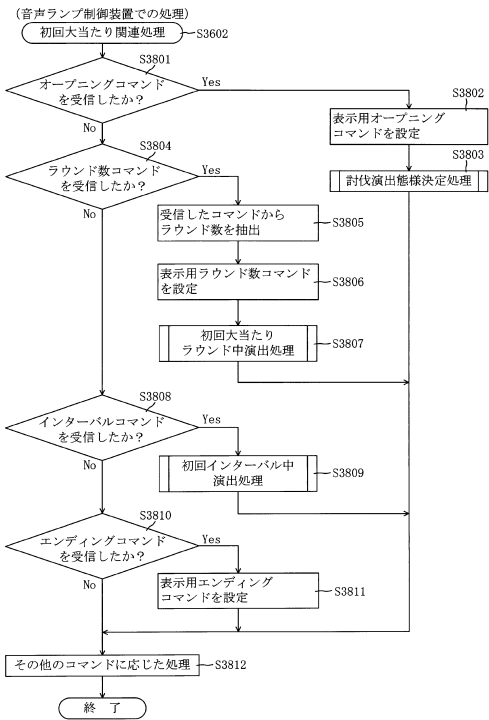 (音声ランプ制御装置での処理)
初回大当たり関連処理
S3602
S3801
オープニングコマンド
を受信したか?
Yes
No
S3802
表示用オープニング
コマンドを設定
S3803
討伐演出態様決定処理
S3804
ラウンド数コマンド
を受信したか?
Yes
No
受信したコマンドから
ラウンド数を抽出
S3805
表示用ラウンド数コマンド
を設定
S3806
初回大当たり
ラウンド中演出処理
S3807
S3808
インターバルコマンド
を受信したか?
Yes
No
初回インターバル中
演出処理
S3809
S3810
エンディングコマンド
を受信したか?
Yes
No
表示用エンディング
コマンドを設定
S3811
その他のコマンドに応じた処理
S3812
終 了